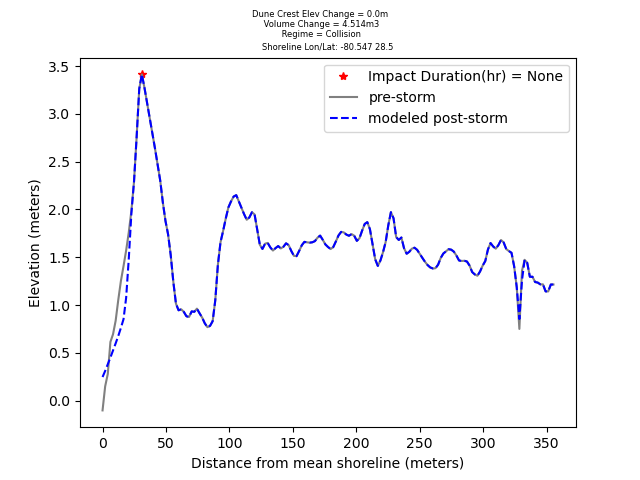 Dune Crest Elev Change = 0.0m
Volume Change = 4.514m3
Regime = Collision
Shoreline Lon/Lat: -80.547 28.5
Impact Duration(hr) = None
pre-storm
modeled post-storm
Elevation (meters)
3.5
3.0
2.5
2.0
1.5
1.0
0.5
0.0
0 50 100 150 200 250 300 350
Distance from mean shoreline (meters)